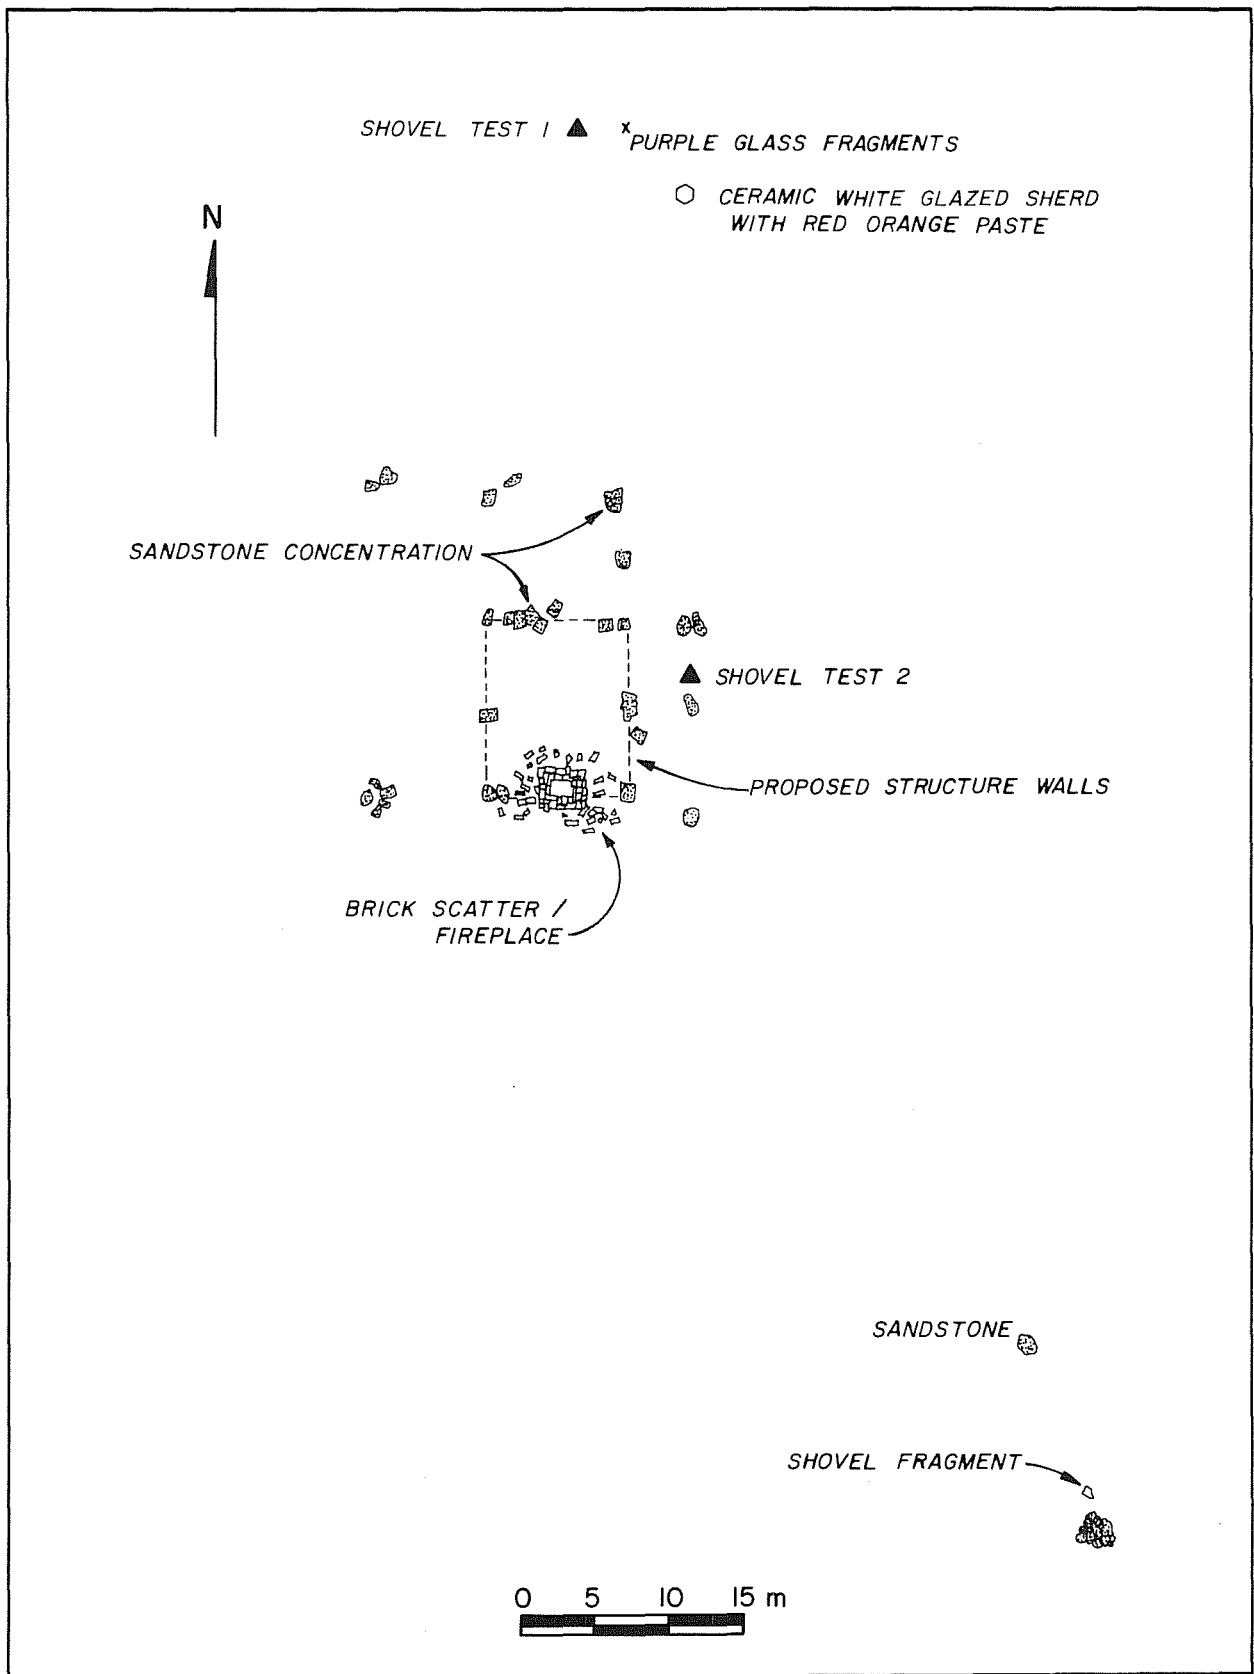 SHOVEL TEST 1
x
PURPLE GLASS FRAGMENTS
CERAMIC WHITE GLAZED SHERD
WITH RED ORANGE PASTE
N
SANDSTONE CONCENTRATION
SHOVEL TEST 2
PROPOSED STRUCTURE WALLS
BRICK SCATTER /
FIREPLACE
SANDSTONE
SHOVEL FRAGMENT
0 5 10 15 m